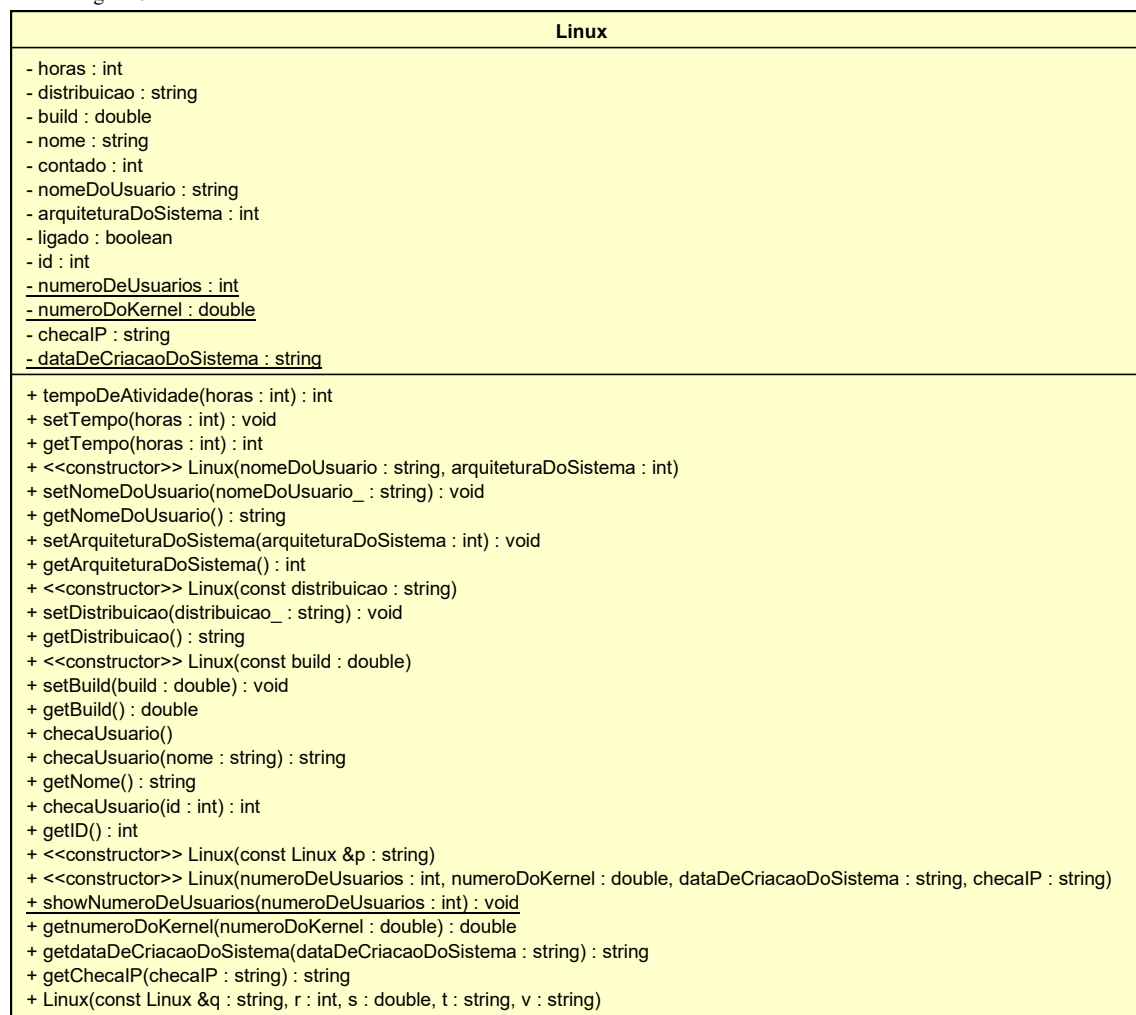 Linux
- horas : int
- distribuicao : string
- build : double
- nome : string
- contado : int
- nomeDoUsuario : string
- arquiteturaDoSistema : int
- ligado : boolean
- id : int
- numeroDeUsuarios : int
- numeroDoKernel : double
- checaIP : string
- dataDeCriacaoDoSistema : string
+ tempoDeAtividade(horas : int) : int
+ setTempo(horas : int) : void
+ getTempo(horas : int) : int
+ <<constructor>> Linux(nomeDoUsuario : string, arquiteturaDoSistema : int)
+ setNomeDoUsuario(nomeDoUsuario_ : string) : void
+ getNomeDoUsuario() : string
+ setArquiteturaDoSistema(arquiteturaDoSistema : int) : void
+ getArquiteturaDoSistema() : int
+ <<constructor>> Linux(const distribuicao : string)
+ setDistribuicao(distribuicao_ : string) : void
+ getDistribuicao() : string
+ <<constructor>> Linux(const build : double)
+ setBuild(build : double) : void
+ getBuild() : double
+ checaUsuario()
+ checaUsuario(nome : string) : string
+ getNome() : string
+ checaUsuario(id : int) : int
+ getID() : int
+ <<constructor>> Linux(const Linux &p : string)
+ <<constructor>> Linux(numeroDeUsuarios : int, numeroDoKernel : double, dataDeCriacaoDoSistema : string, checaIP : string)
+ showNumeroDeUsuarios(numeroDeUsuarios : int) : void
+ getnumeroDoKernel(numeroDoKernel : double) : double
+ getdataDeCriacaoDoSistema(dataDeCriacaoDoSistema : string) : string
+ getChecaIP(checaIP : string) : string
+ Linux(const Linux &q : string, r : int, s : double, t : string, v : string)